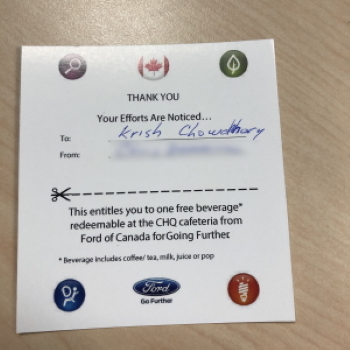 THANK YOU
Your Efforts Are Noticed...
To: Krish Chowdhary
From:
This entitles you to one free beverage*
redeemable at the CHQ cafeteria from
Ford of Canada forGoing Further.
* Beverage includes coffee/ tea, milk, juice or pop
Ford
Go Further